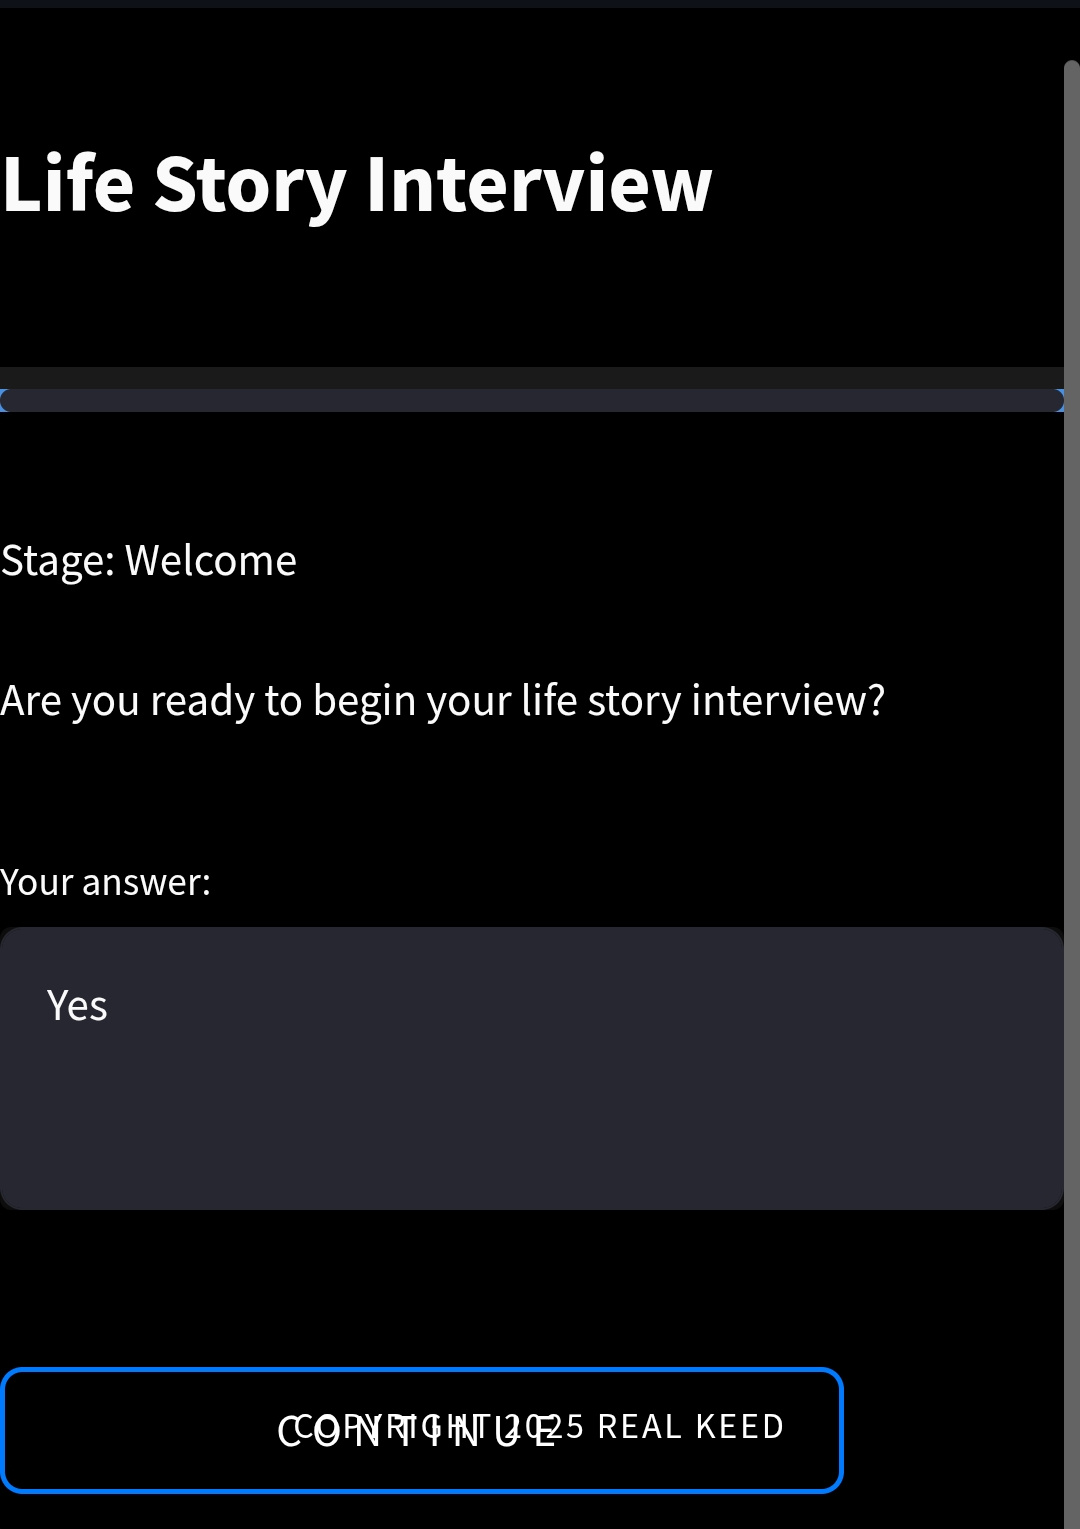 Life Story Interview
Stage: Welcome
Are you ready to begin your life story interview?
Your answer:
Yes
CONTINUE
COPYRIGHT 2025 REAL KEED